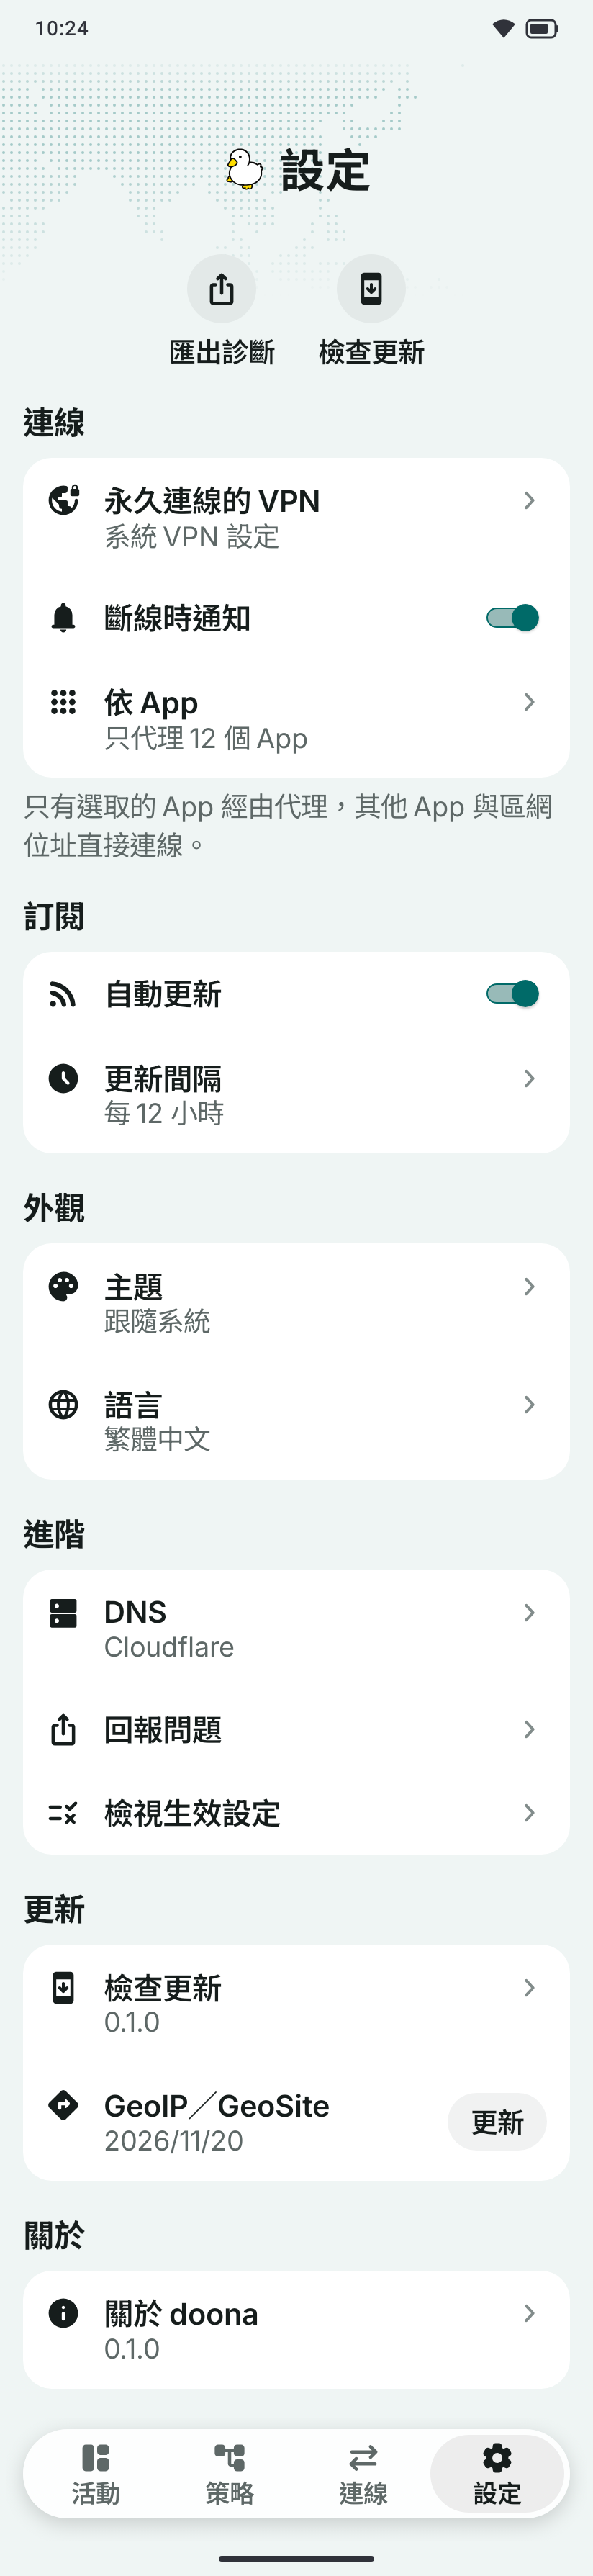 10:24
設定
匯出診斷
檢查更新
連線
永久連線的 VPN
系統 VPN 設定
斷線時通知
依 App
只代理 12 個 App
只有選取的 App 經由代理，其他 App 與區網
位址直接連線。
訂閱
自動更新
更新間隔
每 12 小時
外觀
主題
跟隨系統
語言
繁體中文
進階
DNS
Cloudflare
回報問題
檢視生效設定
更新
檢查更新
0.1.0
GeoIP／GeoSite
2026/11/20
更新
關於
關於 doona
0.1.0
活動
策略
連線
設定